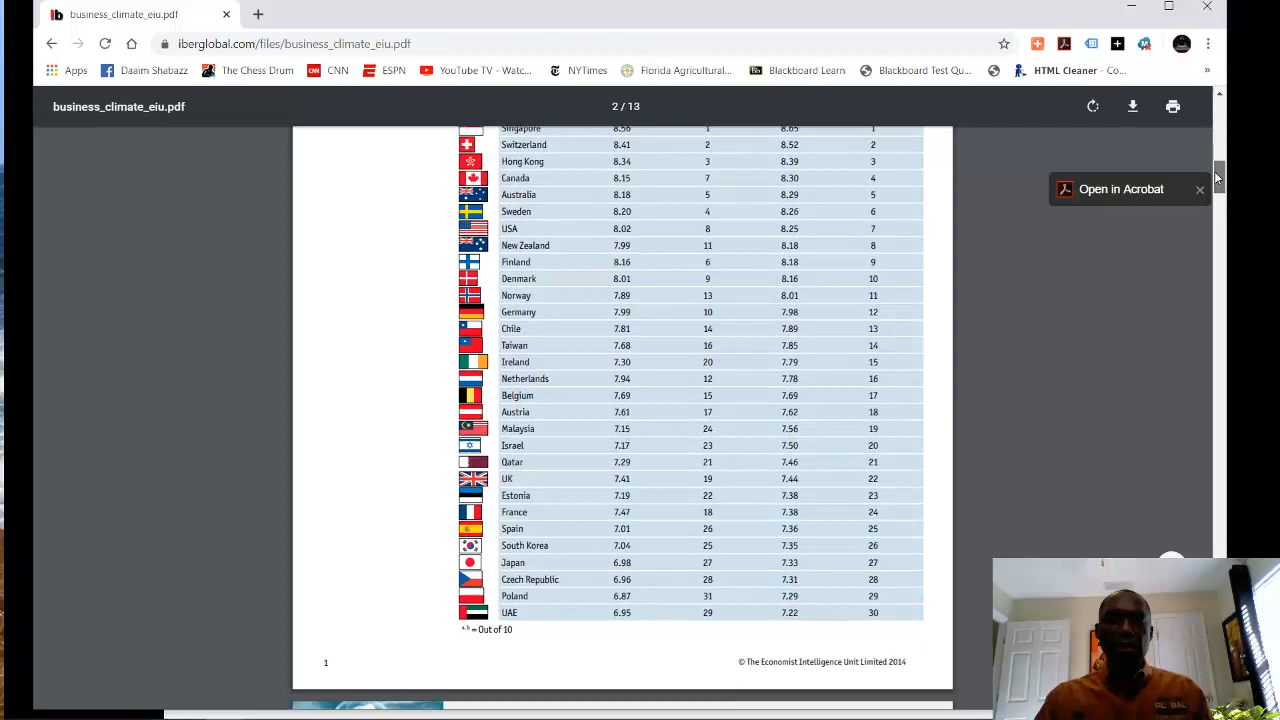 business_climate_eiu.pdf
iberglobal.com/files/business_climate_eiu.pdf
Apps Daaim Shabazz The Chess Drum CNN ESPN YouTube TV - Watc... NYTimes Florida Agricultural... Blackboard Learn Blackboard Test Qu... HTML Cleaner - Co... »
business_climate_eiu.pdf 2 / 13
Open in Acrobat
Singapore 8.56 1 8.65 1
Switzerland 8.41 2 8.52 2
Hong Kong 8.34 3 8.39 3
Canada 8.15 7 8.30 4
Australia 8.18 5 8.29 5
Sweden 8.20 4 8.26 6
USA 8.02 8 8.25 7
New Zealand 7.99 11 8.18 8
Finland 8.16 6 8.18 9
Denmark 8.01 9 8.16 10
Norway 7.89 13 8.01 11
Germany 7.99 10 7.98 12
Chile 7.81 14 7.89 13
Taiwan 7.68 16 7.85 14
Ireland 7.30 20 7.79 15
Netherlands 7.94 12 7.78 16
Belgium 7.69 15 7.69 17
Austria 7.61 17 7.62 18
Malaysia 7.15 24 7.56 19
Israel 7.17 23 7.50 20
Qatar 7.29 21 7.46 21
UK 7.41 19 7.44 22
Estonia 7.19 22 7.38 23
France 7.47 18 7.38 24
Spain 7.01 26 7.36 25
South Korea 7.04 25 7.35 26
Japan 6.98 27 7.33 27
Czech Republic 6.96 28 7.31 28
Poland 6.87 31 7.29 29
UAE 6.95 29 7.22 30
a, b = Out of 10
1 © The Economist Intelligence Unit Limited 2014
GLOBAL